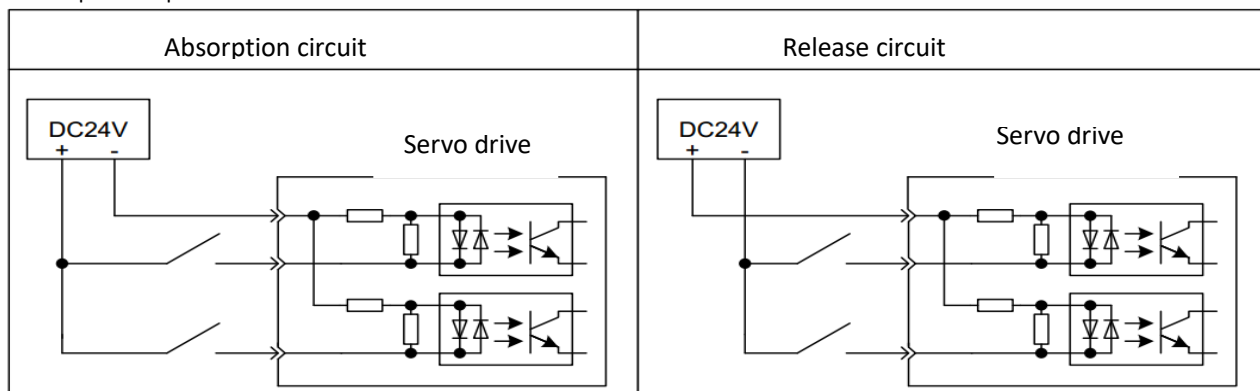 Absorption circuit
Release circuit
DC24V
+ -
Servo drive
DC24V
+ -
Servo drive